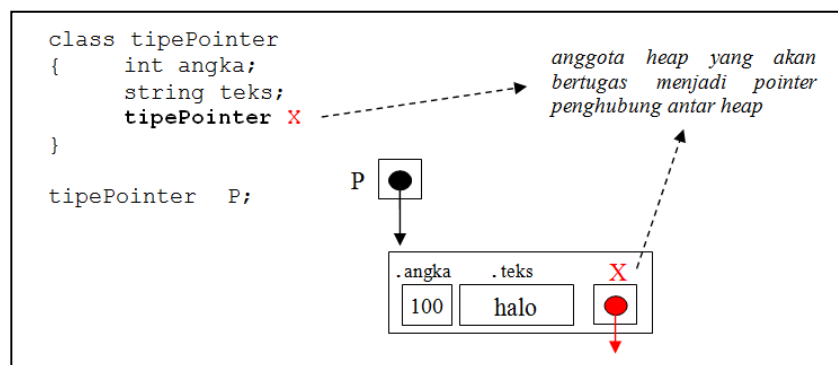 class tipePointer
{ int angka;
string teks;
tipePointer X
}
tipePointer P;
anggota heap yang akan
bertugas menjadi pointer
penghubung antar heap
P
.angka .teks X
100 halo